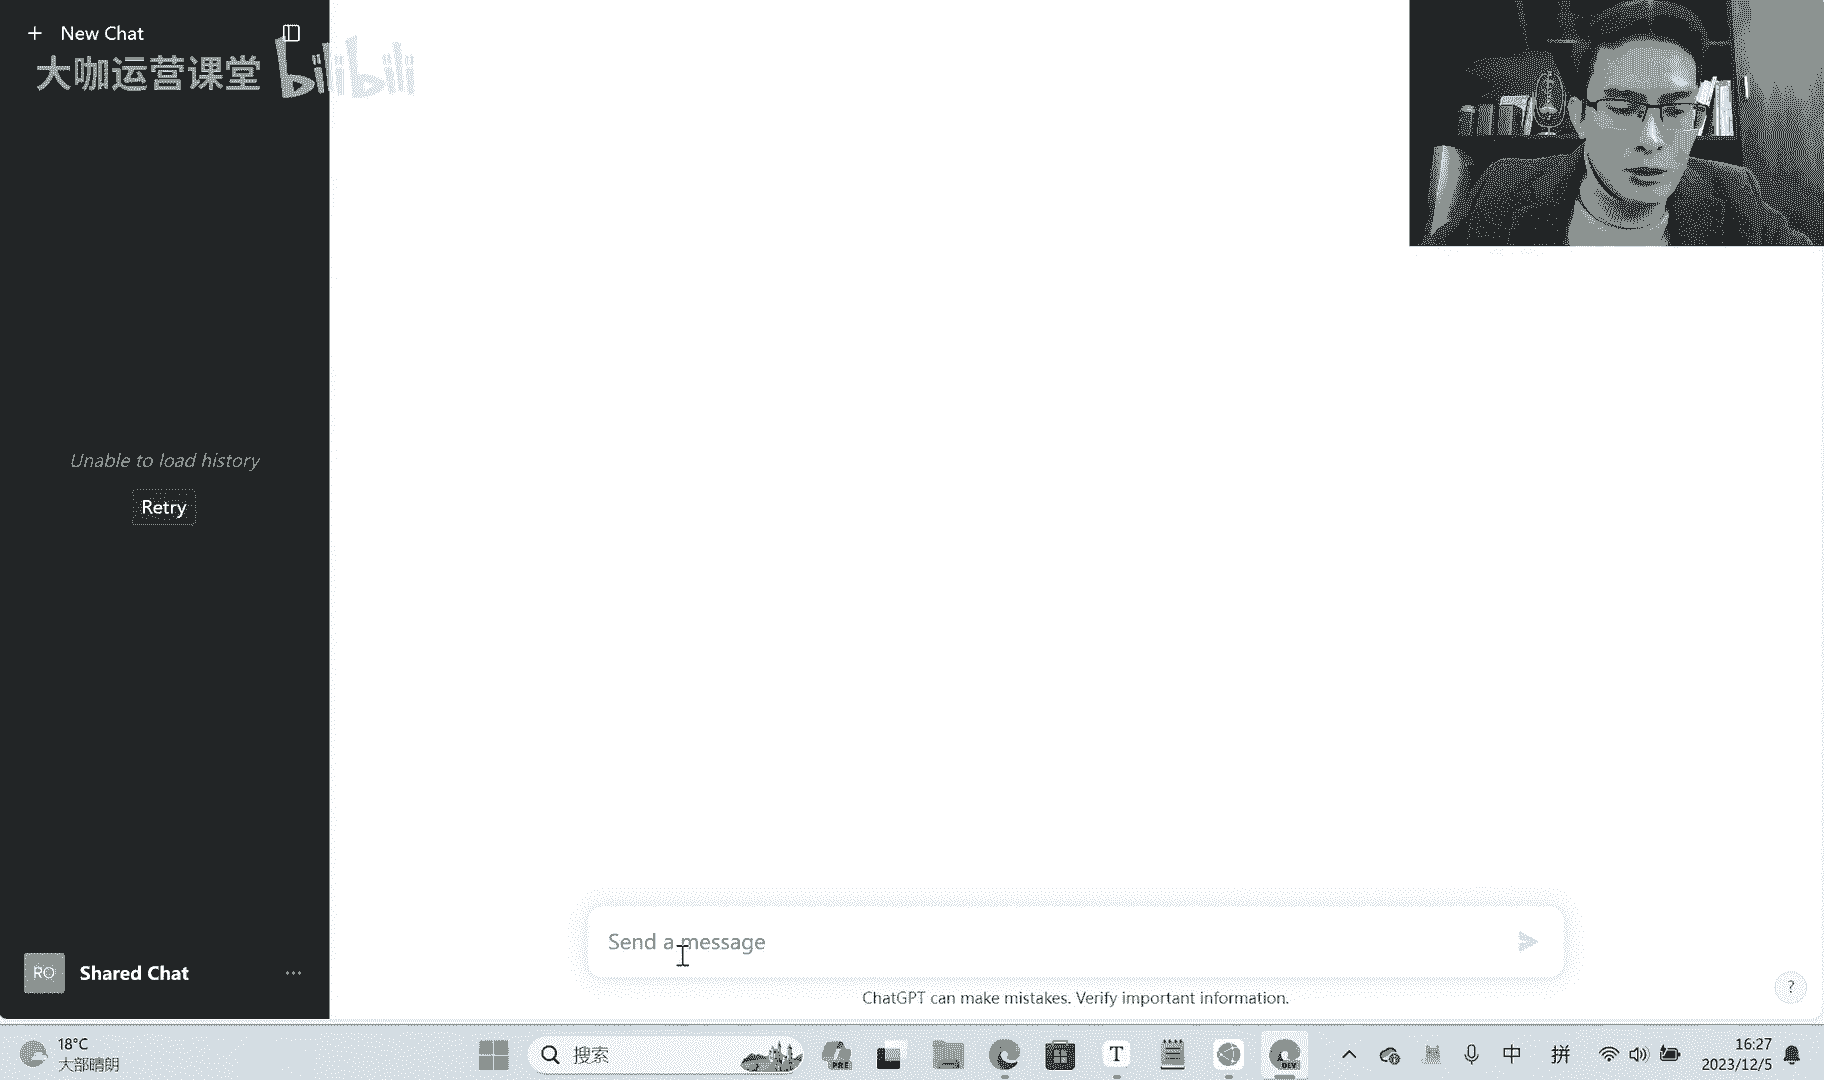 New Chat
大咖运营课堂 bilibili
Unable to load history
Retry
RO
Shared Chat
Send a message
ChatGPT can make mistakes. Verify important information.
?
18°C
大部晴朗
搜索
PRE
T
DEV
中
拼
16:27
2023/12/5